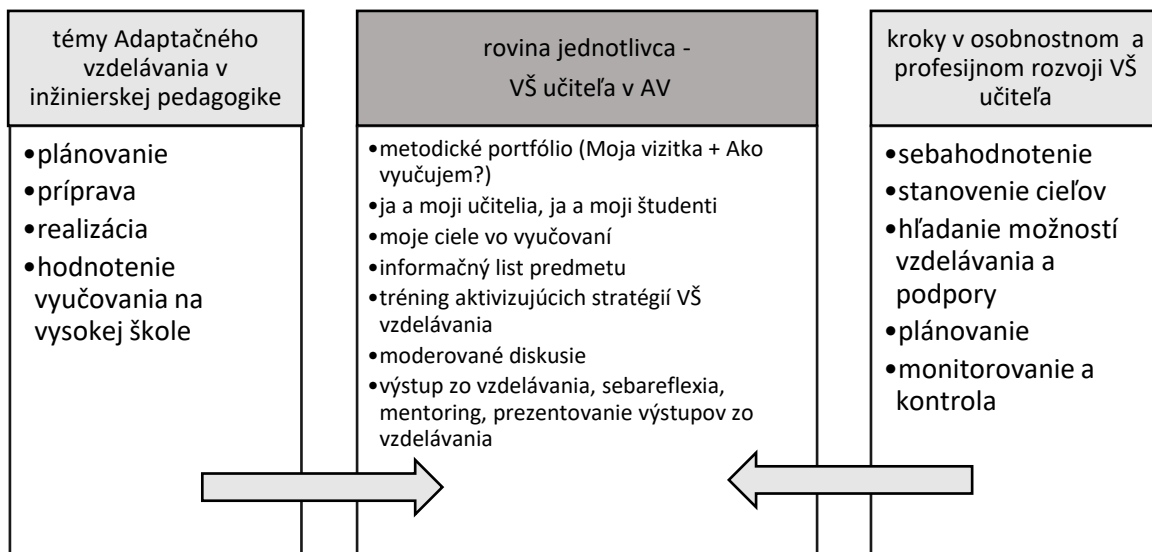 témy Adaptačného
vzdelávania v
inžinierskej pedagogike
•plánovanie
•príprava
•realizácia
•hodnotenie
vyučovania na
vysokej škole
rovina jednotlivca -
VŠ učiteľa v AV
•metodické portfólio (Moja vizitka + Ako
vyučujem?)
•ja a moji učitelia, ja a moji študenti
•moje ciele vo vyučovaní
•informačný list predmetu
•tréning aktivizujúcich stratégií VŠ
vzdelávania
•moderované diskusie
•výstup zo vzdelávania, sebareflexia,
mentoring, prezentovanie výstupov zo
vzdelávania
kroky v osobnostnom a
profesijnom rozvoji VŠ
učiteľa
•sebahodnotenie
•stanovenie cieľov
•hľadanie možností
vzdelávania a
podpory
•plánovanie
•monitorovanie a
kontrola